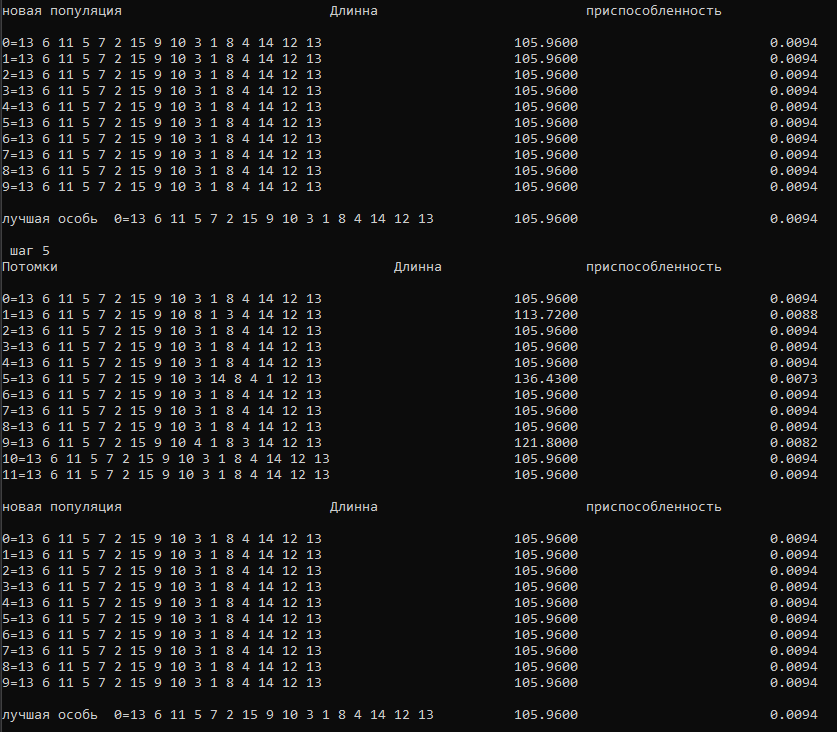 новая популяция Длинна приспособленность
0=13 6 11 5 7 2 15 9 10 3 1 8 4 14 12 13 105.9600 0.0094
1=13 6 11 5 7 2 15 9 10 3 1 8 4 14 12 13 105.9600 0.0094
2=13 6 11 5 7 2 15 9 10 3 1 8 4 14 12 13 105.9600 0.0094
3=13 6 11 5 7 2 15 9 10 3 1 8 4 14 12 13 105.9600 0.0094
4=13 6 11 5 7 2 15 9 10 3 1 8 4 14 12 13 105.9600 0.0094
5=13 6 11 5 7 2 15 9 10 3 1 8 4 14 12 13 105.9600 0.0094
6=13 6 11 5 7 2 15 9 10 3 1 8 4 14 12 13 105.9600 0.0094
7=13 6 11 5 7 2 15 9 10 3 1 8 4 14 12 13 105.9600 0.0094
8=13 6 11 5 7 2 15 9 10 3 1 8 4 14 12 13 105.9600 0.0094
9=13 6 11 5 7 2 15 9 10 3 1 8 4 14 12 13 105.9600 0.0094
лучшая особь 0=13 6 11 5 7 2 15 9 10 3 1 8 4 14 12 13 105.9600 0.0094
шаг 5
Потомки Длинна приспособленность
0=13 6 11 5 7 2 15 9 10 3 1 8 4 14 12 13 105.9600 0.0094
1=13 6 11 5 7 2 15 9 10 8 1 3 4 14 12 13 113.7200 0.0088
2=13 6 11 5 7 2 15 9 10 3 1 8 4 14 12 13 105.9600 0.0094
3=13 6 11 5 7 2 15 9 10 3 1 8 4 14 12 13 105.9600 0.0094
4=13 6 11 5 7 2 15 9 10 3 1 8 4 14 12 13 105.9600 0.0094
5=13 6 11 5 7 2 15 9 10 3 14 8 4 1 12 13 136.4300 0.0073
6=13 6 11 5 7 2 15 9 10 3 1 8 4 14 12 13 105.9600 0.0094
7=13 6 11 5 7 2 15 9 10 3 1 8 4 14 12 13 105.9600 0.0094
8=13 6 11 5 7 2 15 9 10 3 1 8 4 14 12 13 105.9600 0.0094
9=13 6 11 5 7 2 15 9 10 4 1 8 3 14 12 13 121.8000 0.0082
10=13 6 11 5 7 2 15 9 10 3 1 8 4 14 12 13 105.9600 0.0094
11=13 6 11 5 7 2 15 9 10 3 1 8 4 14 12 13 105.9600 0.0094
новая популяция Длинна приспособленность
0=13 6 11 5 7 2 15 9 10 3 1 8 4 14 12 13 105.9600 0.0094
1=13 6 11 5 7 2 15 9 10 3 1 8 4 14 12 13 105.9600 0.0094
2=13 6 11 5 7 2 15 9 10 3 1 8 4 14 12 13 105.9600 0.0094
3=13 6 11 5 7 2 15 9 10 3 1 8 4 14 12 13 105.9600 0.0094
4=13 6 11 5 7 2 15 9 10 3 1 8 4 14 12 13 105.9600 0.0094
5=13 6 11 5 7 2 15 9 10 3 1 8 4 14 12 13 105.9600 0.0094
6=13 6 11 5 7 2 15 9 10 3 1 8 4 14 12 13 105.9600 0.0094
7=13 6 11 5 7 2 15 9 10 3 1 8 4 14 12 13 105.9600 0.0094
8=13 6 11 5 7 2 15 9 10 3 1 8 4 14 12 13 105.9600 0.0094
9=13 6 11 5 7 2 15 9 10 3 1 8 4 14 12 13 105.9600 0.0094
лучшая особь 0=13 6 11 5 7 2 15 9 10 3 1 8 4 14 12 13 105.9600 0.0094